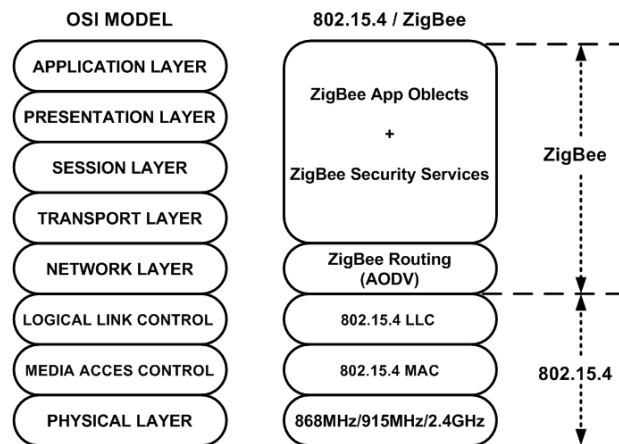 OSI MODEL
802.15.4 / ZigBee
APPLICATION LAYER
PRESENTATION LAYER
SESSION LAYER
TRANSPORT LAYER
NETWORK LAYER
LOGICAL LINK CONTROL
MEDIA ACCES CONTROL
PHYSICAL LAYER
ZigBee App Oblects
+
ZigBee Security Services
ZigBee Routing
(AODV)
802.15.4 LLC
802.15.4 MAC
868MHz/915MHz/2.4GHz
ZigBee
802.15.4